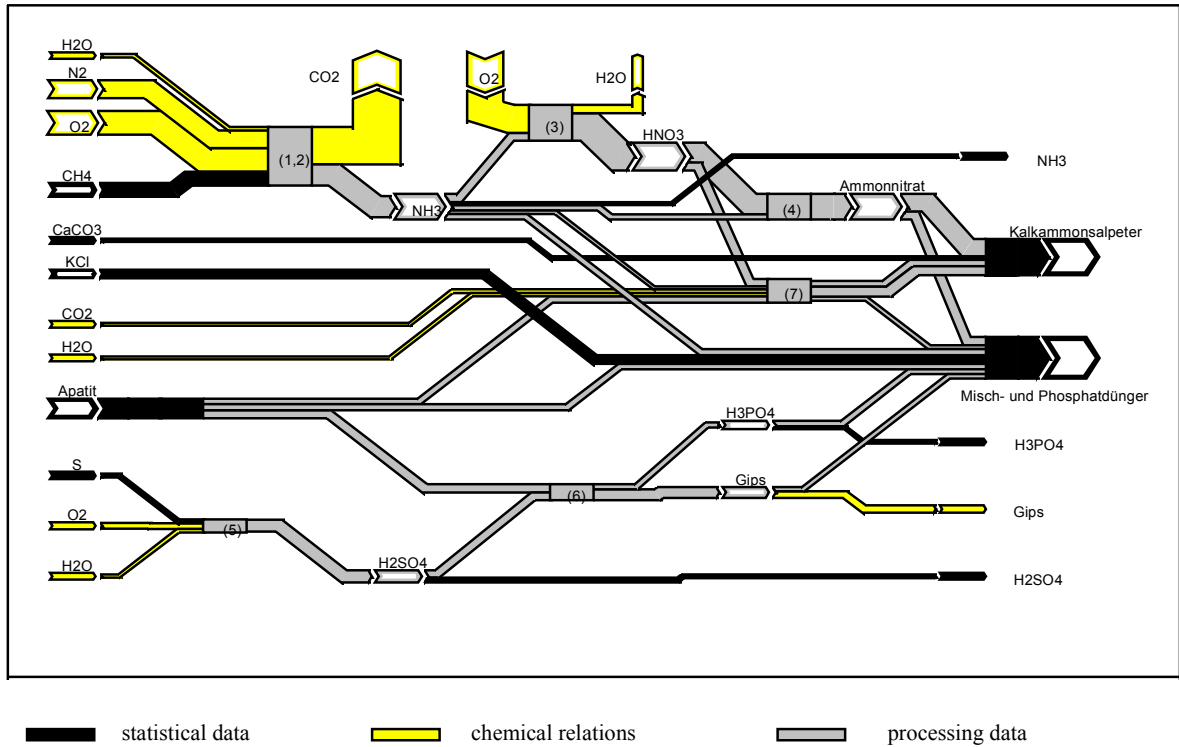 H2O
N2
O2
CH4
CaCO3
KCl
CO2
H2O
Apatit
S
O2
H2O
CO2
(1,2)
NH3
O2
H2O
(3)
HNO3
NH3
Ammonnitrat
(4)
Kalkammonsalpeter
(7)
Misch- und Phosphatdünger
H3PO4
H3PO4
Gips
(6)
Gips
(5)
H2SO4
H2SO4
statistical data
chemical relations
processing data